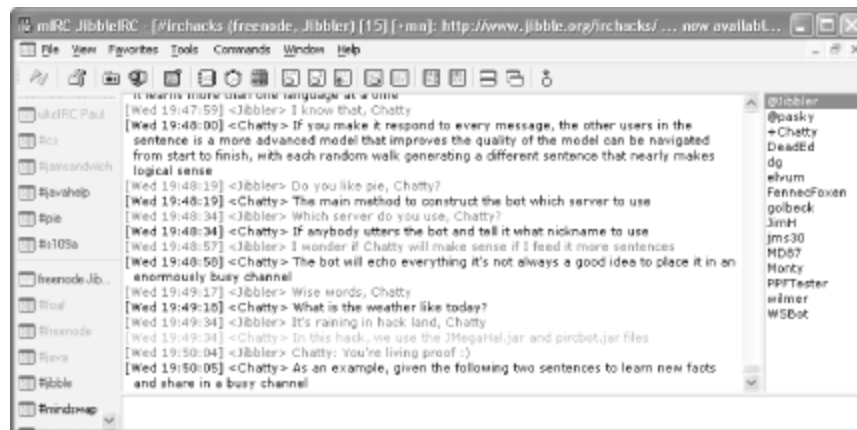 mIRC JibbleIRC - [#irchacks (freenode, Jibbler) [15] [+mn]: http://www.jibble.org/irchacks/ ... now availabl...
File View Favorites Tools Commands Window Help
it learns more than one language at a time
[Wed 19:47:59] <Jibbler> I know that, Chatty
[Wed 19:48:00] <Chatty> If you make it respond to every message, the other users in the
sentence is a more advanced model that improves the quality of the model can be navigated
from start to finish, with each random walk generating a different sentence that nearly makes
logical sense
[Wed 19:48:19] <Jibbler> Do you like pie, Chatty?
[Wed 19:48:19] <Chatty> The main method to construct the bot which server to use
[Wed 19:48:34] <Jibbler> Which server do you use, Chatty?
[Wed 19:48:34] <Chatty> If anybody utters the bot and tell it what nickname to use
[Wed 19:48:57] <Jibbler> I wonder if Chatty will make sense if I feed it more sentences
[Wed 19:48:58] <Chatty> The bot will echo everything it's not always a good idea to place it in an
enormously busy channel
[Wed 19:49:17] <Jibbler> Wise words, Chatty
[Wed 19:49:18] <Chatty> What is the weather like today?
[Wed 19:49:34] <Jibbler> It's raining in hack land, Chatty
[Wed 19:49:34] <Chatty> In this hack, we use the JMegaHal.jar and pircbot.jar files
[Wed 19:50:04] <Jibbler> Chatty: You're living proof :)
[Wed 19:50:05] <Chatty> As an example, given the following two sentences to learn new facts
and share in a busy channel
ukcIRC Paul
#cs
#jamsandwich
#javahelp
#pie
#s105a
freenode Jib...
#foaf
#freenode
#java
#jibble
#mindswap
@Jibbler
@pasky
+Chatty
DeadEd
dg
elvum
FennecFoxen
golbeck
JimH
jms30
MD87
Monty
PPFTester
wilmer
WSBot